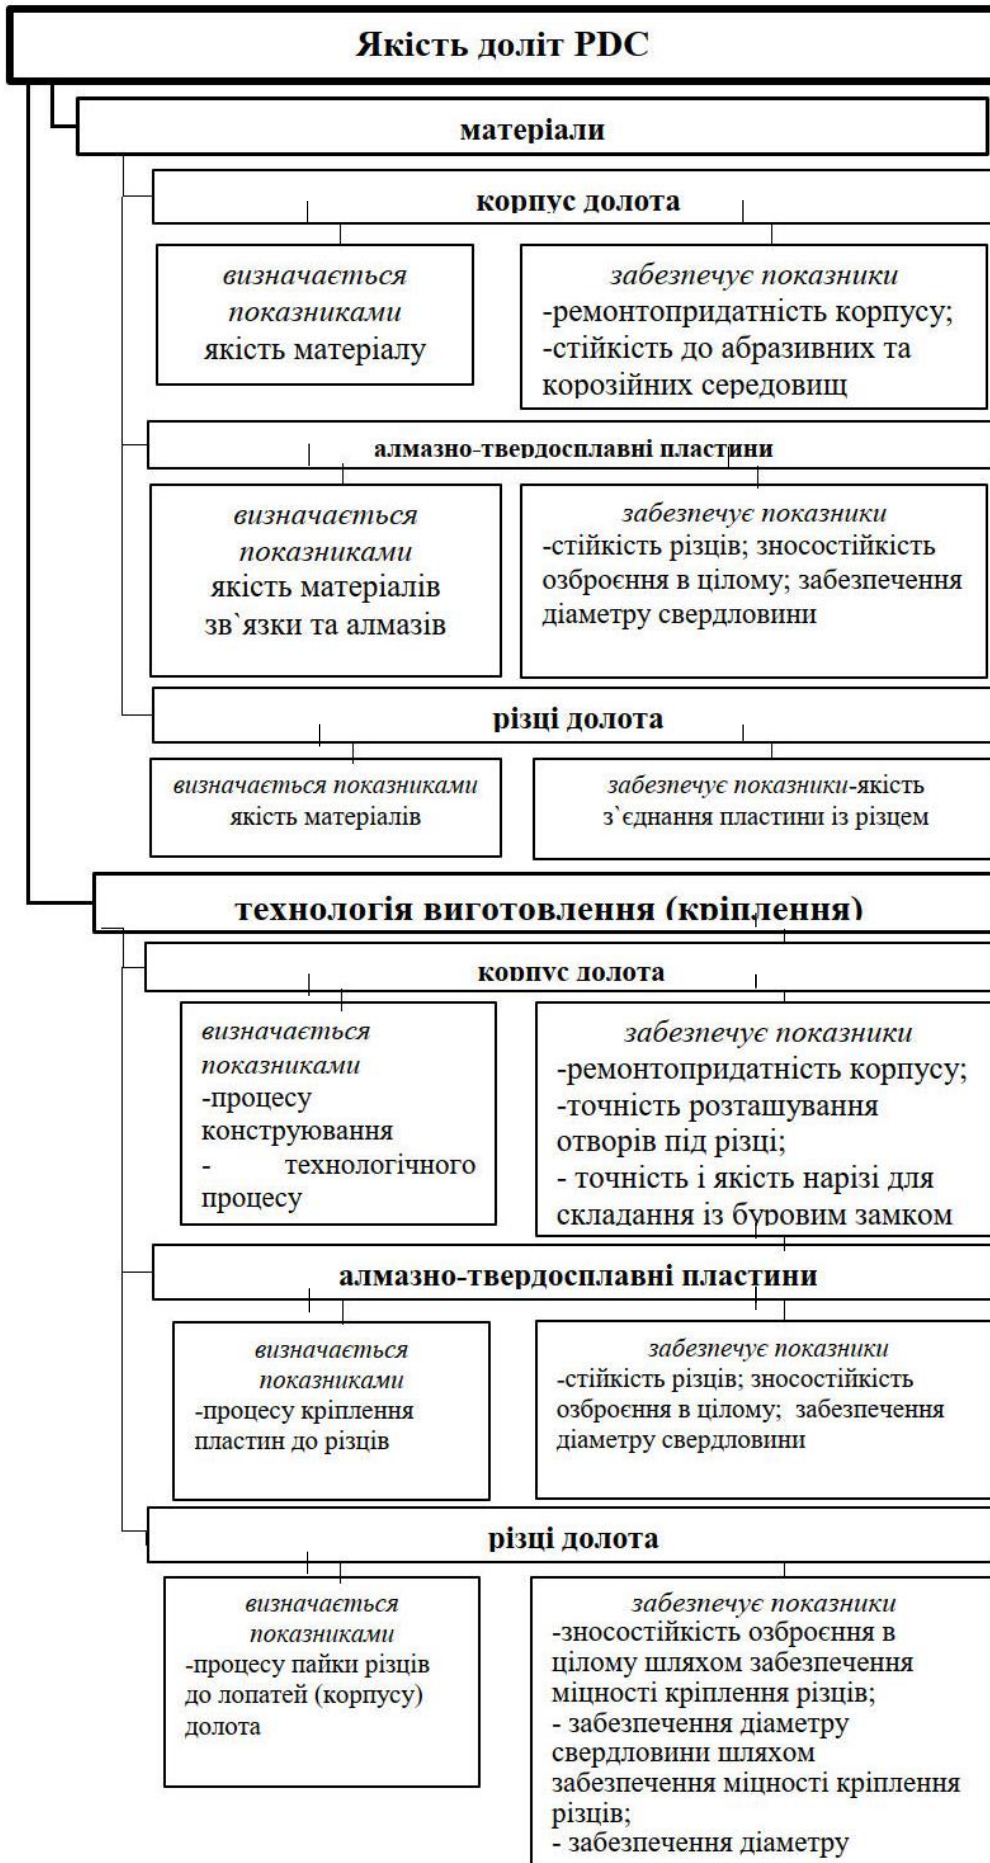 Якість доліт PDC
матеріали
корпус долота
визначається
показниками
якість матеріалу
забезпечує показники
-ремонтопридатність корпусу;
-стійкість до абразивних та
корозійних середовищ
алмазно-твердосплавні пластини
визначається
показниками
якість матеріалів
зв`язки та алмазів
забезпечує показники
-стійкість різців; зносостійкість
озброєння в цілому; забезпечення
діаметру свердловини
різці долота
визначається показниками
якість матеріалів
забезпечує показники-якість
з`єднання пластини із різцем
технологія виготовлення (кріплення)
корпус долота
визначається
показниками
-процесу
конструювання
- технологічного
процесу
забезпечує показники
-ремонтопридатність корпусу;
-точність розташування
отворів під різці;
- точність і якість нарізі для
складання із буровим замком
алмазно-твердосплавні пластини
визначається
показниками
-процесу кріплення
пластин до різців
забезпечує показники
-стійкість різців; зносостійкість
озброєння в цілому; забезпечення
діаметру свердловини
різці долота
визначається
показниками
-процесу пайки різців
до лопатей (корпусу)
долота
забезпечує показники
-зносостійкість озброєння в
цілому шляхом забезпечення
міцності кріплення різців;
- забезпечення діаметру
свердловини шляхом
забезпечення міцності кріплення
різців;
- забезпечення діаметру